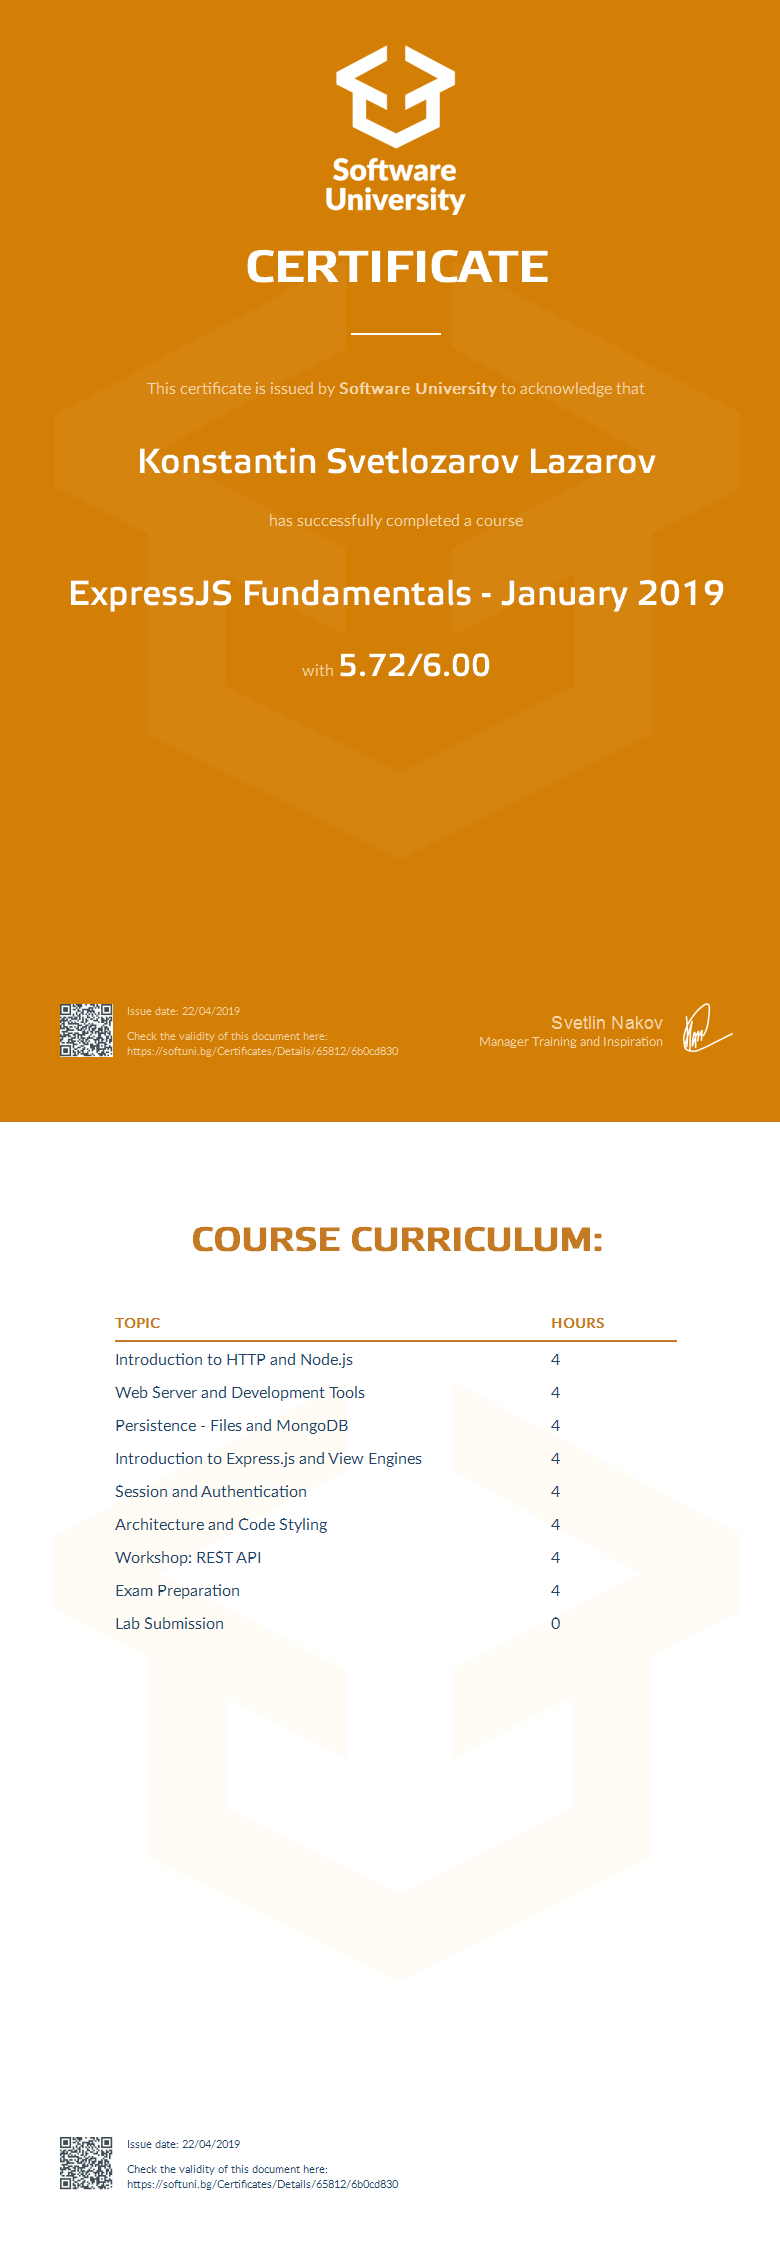 Software
University
CERTIFICATE
This certificate is issued by Software University to acknowledge that
Konstantin Svetlozarov Lazarov
has successfully completed a course
ExpressJS Fundamentals - January 2019
with 5.72/6.00
Issue date: 22/04/2019
Check the validity of this document here:
https://softuni.bg/Certificates/Details/65812/6b0cd830
Svetlin Nakov
Manager Training and Inspiration
COURSE CURRICULUM:
TOPIC HOURS
Introduction to HTTP and Node.js 4
Web Server and Development Tools 4
Persistence - Files and MongoDB 4
Introduction to Express.js and View Engines 4
Session and Authentication 4
Architecture and Code Styling 4
Workshop: REST API 4
Exam Preparation 4
Lab Submission 0
Issue date: 22/04/2019
Check the validity of this document here:
https://softuni.bg/Certificates/Details/65812/6b0cd830